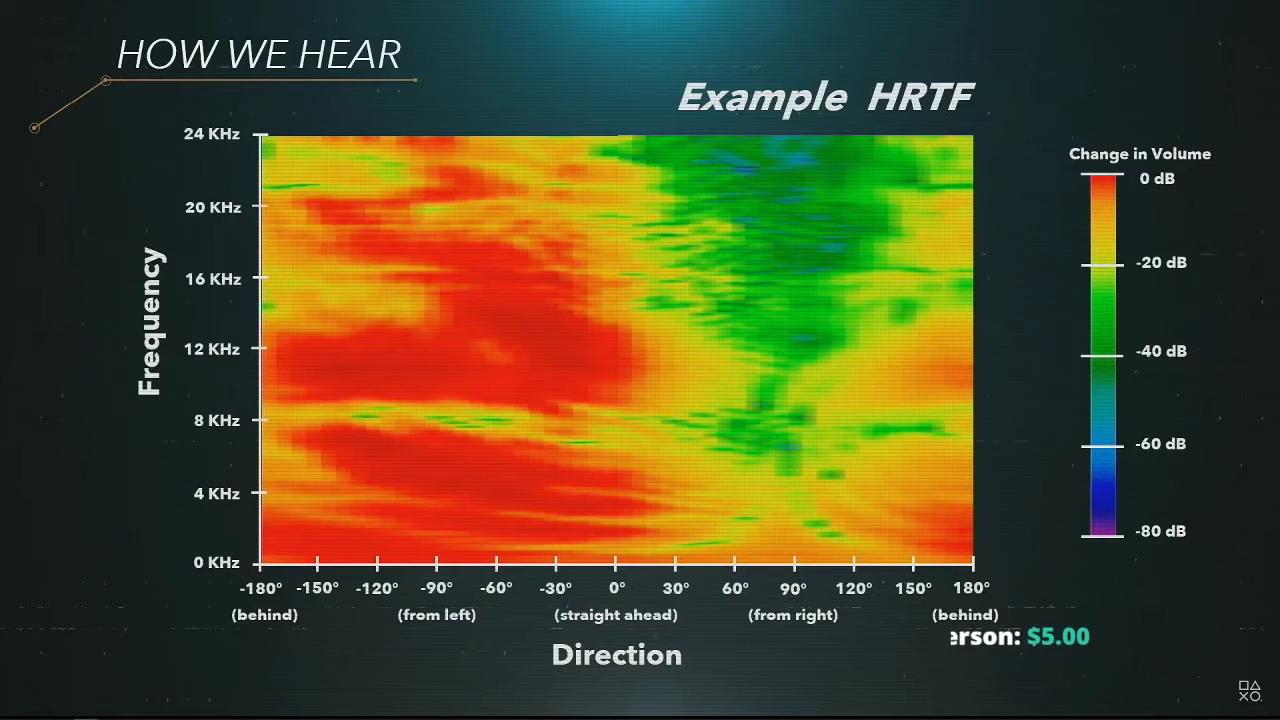 HOW WE HEAR
Example HRTF
Change in Volume
0 dB
-20 dB
-40 dB
-60 dB
-80 dB
Frequency
24 KHz
20 KHz
16 KHz
12 KHz
8 KHz
4 KHz
0 KHz
-180° -150° -120° -90° -60° -30° 0° 30° 60° 90° 120° 150° 180°
(behind) (from left) (straight ahead) (from right) (behind)
erson: $5.00
Direction